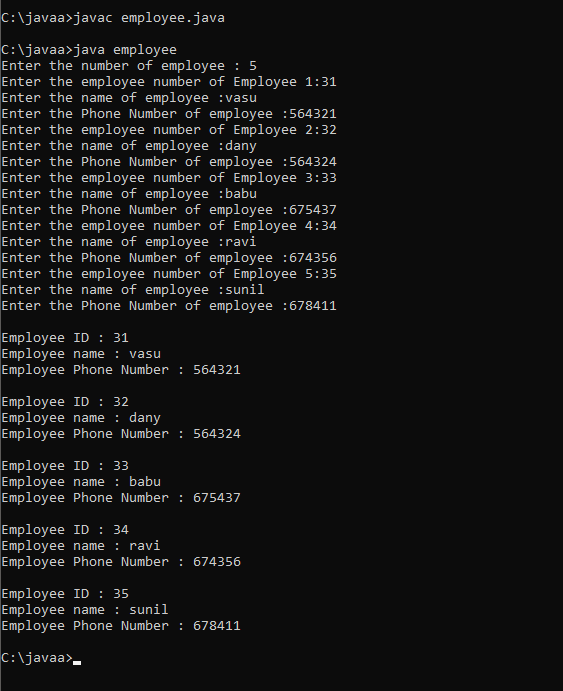 C:\javaa>javac employee.java
C:\javaa>java employee
Enter the number of employee : 5
Enter the employee number of Employee 1:31
Enter the name of employee :vasu
Enter the Phone Number of employee :564321
Enter the employee number of Employee 2:32
Enter the name of employee :dany
Enter the Phone Number of employee :564324
Enter the employee number of Employee 3:33
Enter the name of employee :babu
Enter the Phone Number of employee :675437
Enter the employee number of Employee 4:34
Enter the name of employee :ravi
Enter the Phone Number of employee :674356
Enter the employee number of Employee 5:35
Enter the name of employee :sunil
Enter the Phone Number of employee :678411
Employee ID : 31
Employee name : vasu
Employee Phone Number : 564321
Employee ID : 32
Employee name : dany
Employee Phone Number : 564324
Employee ID : 33
Employee name : babu
Employee Phone Number : 675437
Employee ID : 34
Employee name : ravi
Employee Phone Number : 674356
Employee ID : 35
Employee name : sunil
Employee Phone Number : 678411
C:\javaa>